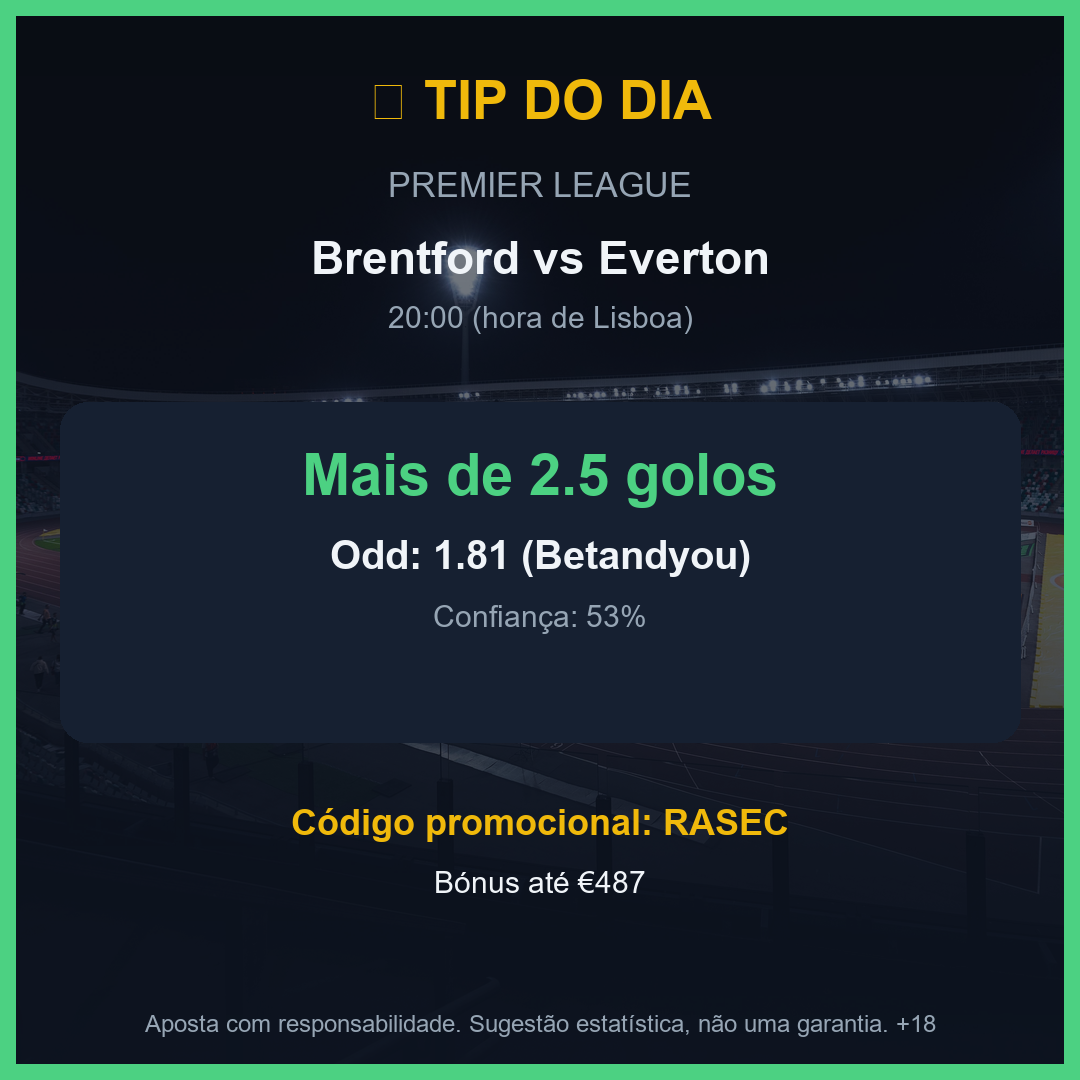 TIP DO DIA
PREMIER LEAGUE
Brentford vs Everton
20:00 (hora de Lisboa)
Mais de 2.5 golos
Odd: 1.81 (Betandyou)
Confiança: 53%
Código promocional: RASEC
Bónus até €487
Aposta com responsabilidade. Sugestão estatística, não uma garantia. +18